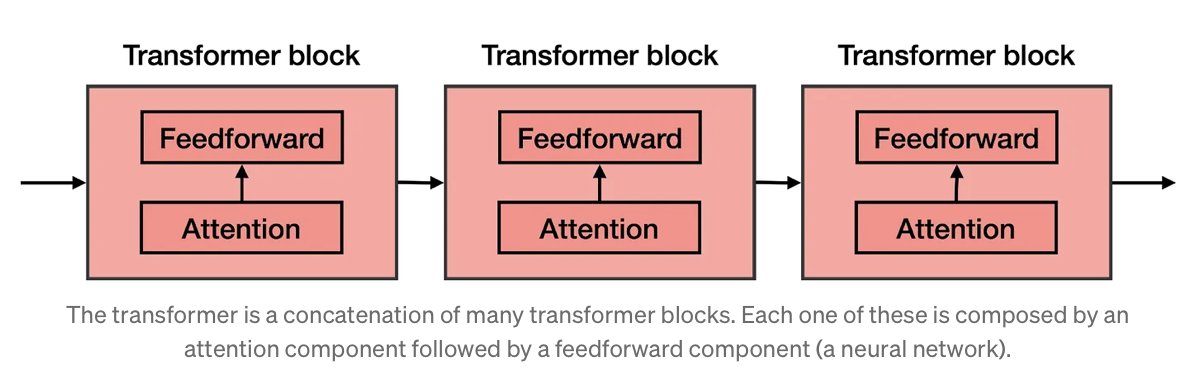 Transformer block
Transformer block
Transformer block
Feedforward
Feedforward
Feedforward
Attention
Attention
Attention
The transformer is a concatenation of many transformer blocks. Each one of these is composed by an
attention component followed by a feedforward component (a neural network).